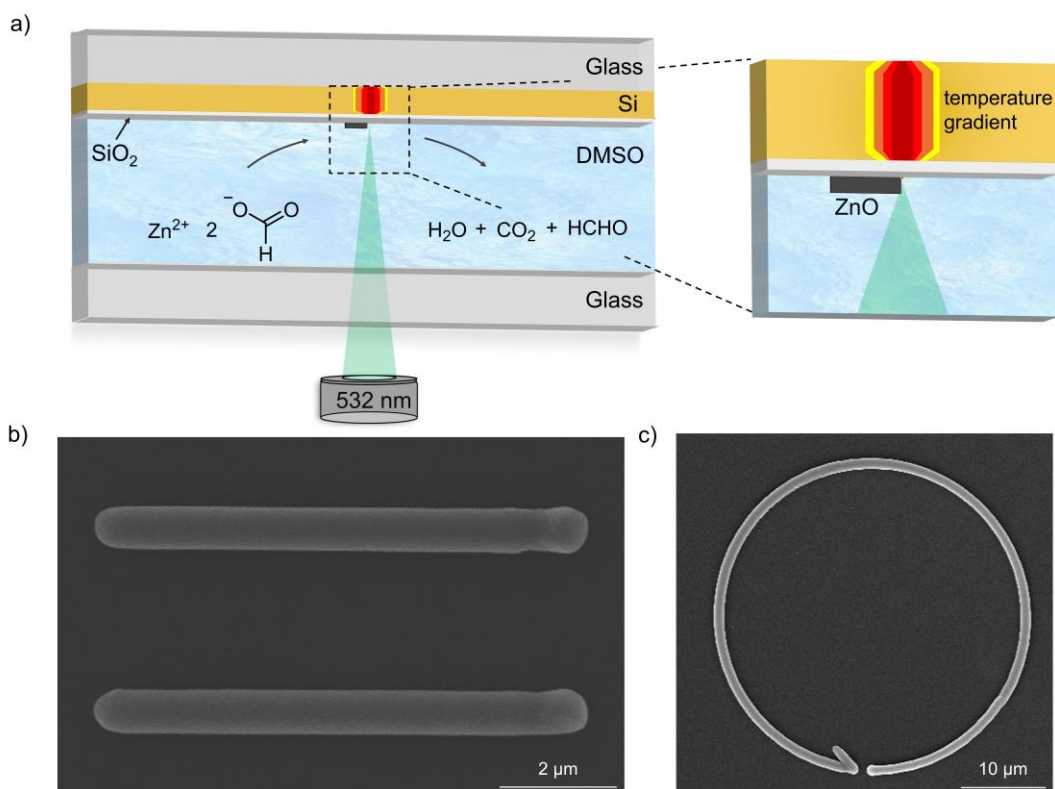 a)
Glass
Si
SiO₂
DMSO
Zn²⁺ 2 ⁻O O H
H₂O + CO₂ + HCHO
Glass
532 nm
temperature
gradient
ZnO
b)
2 µm
c)
10 µm